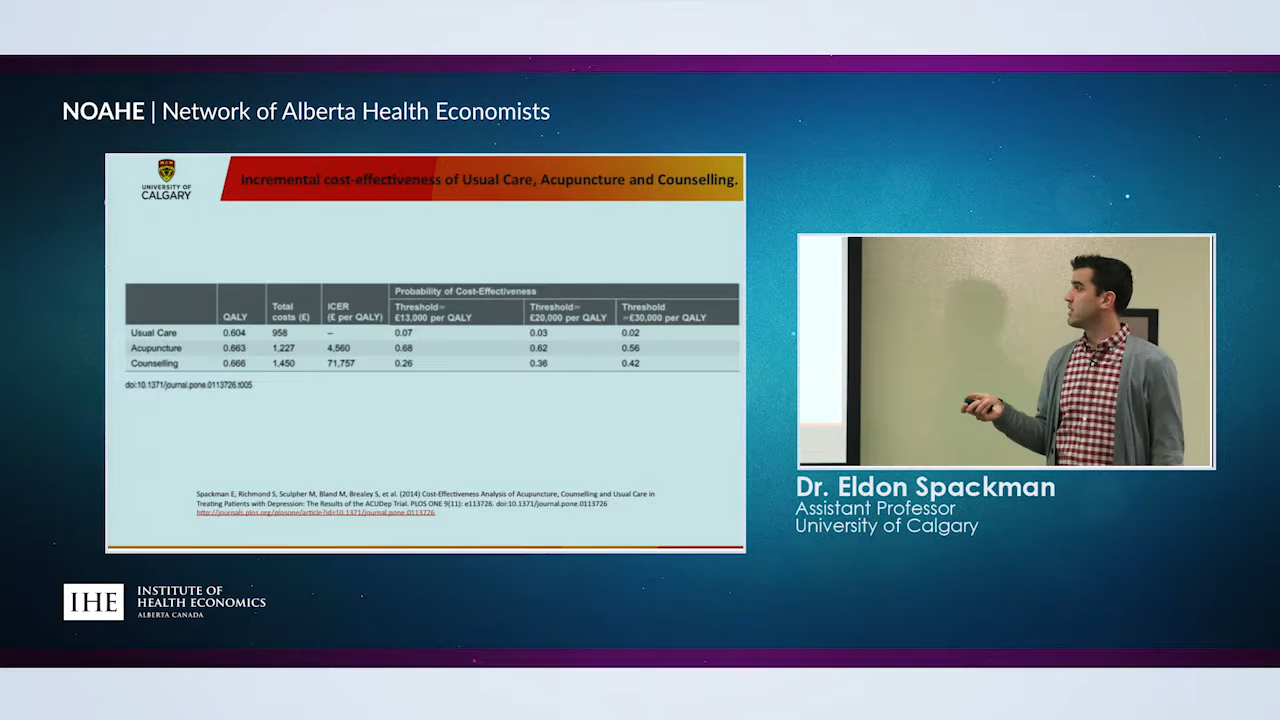 NOAHE | Network of Alberta Health Economists
UNIVERSITY OF
CALGARY
Incremental cost-effectiveness of Usual Care, Acupuncture and Counselling.
Probability of Cost-Effectiveness
QALY
Total
costs (£)
ICER
(£ per QALY)
Threshold=
£13,000 per QALY
Threshold=
£20,000 per QALY
Threshold
=£30,000 per QALY
Usual Care 0.604 958 – 0.07 0.03 0.02
Acupuncture 0.663 1,227 4,560 0.68 0.62 0.56
Counselling 0.666 1,450 71,757 0.26 0.36 0.42
doi:10.1371/journal.pone.0113726.t005
Spackman E, Richmond S, Sculpher M, Bland M, Brealey S, et al. (2014) Cost-Effectiveness Analysis of Acupuncture, Counselling and Usual Care in
Treating Patients with Depression: The Results of the ACUDep Trial. PLOS ONE 9(11): e113726. doi:10.1371/journal.pone.0113726
http://journals.plos.org/plosone/article?id=10.1371/journal.pone.0113726
Dr. Eldon Spackman
Assistant Professor
University of Calgary
IHE
INSTITUTE OF
HEALTH ECONOMICS
ALBERTA CANADA